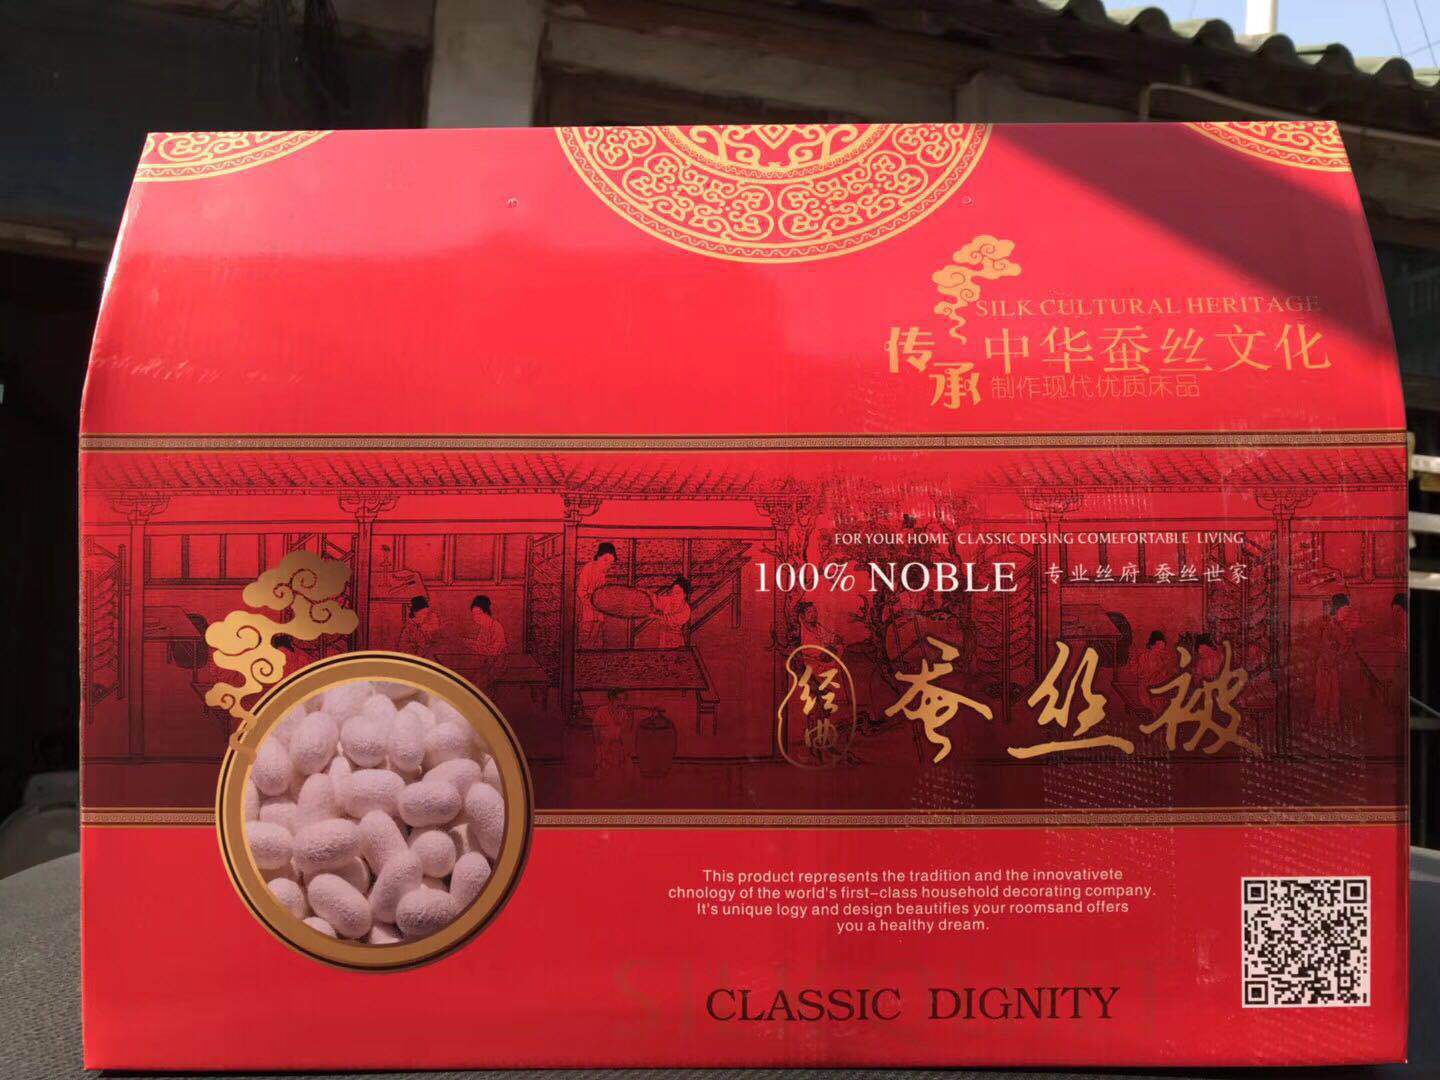 SILK CULTURAL HERITAGE
传承 中华蚕丝文化
制作现代优质床品
FOR YOUR HOME CLASSIC DESING COMEFORTABLE LIVING
100% NOBLE 专业丝府 蚕丝世家
经典 蚕丝被
This product represents the tradition and the innovativete
chnology of the world's first-class household decorating company.
It's unique logy and design beautifies your roomsand offers
you a healthy dream.
SILK QUILT
CLASSIC DIGNITY